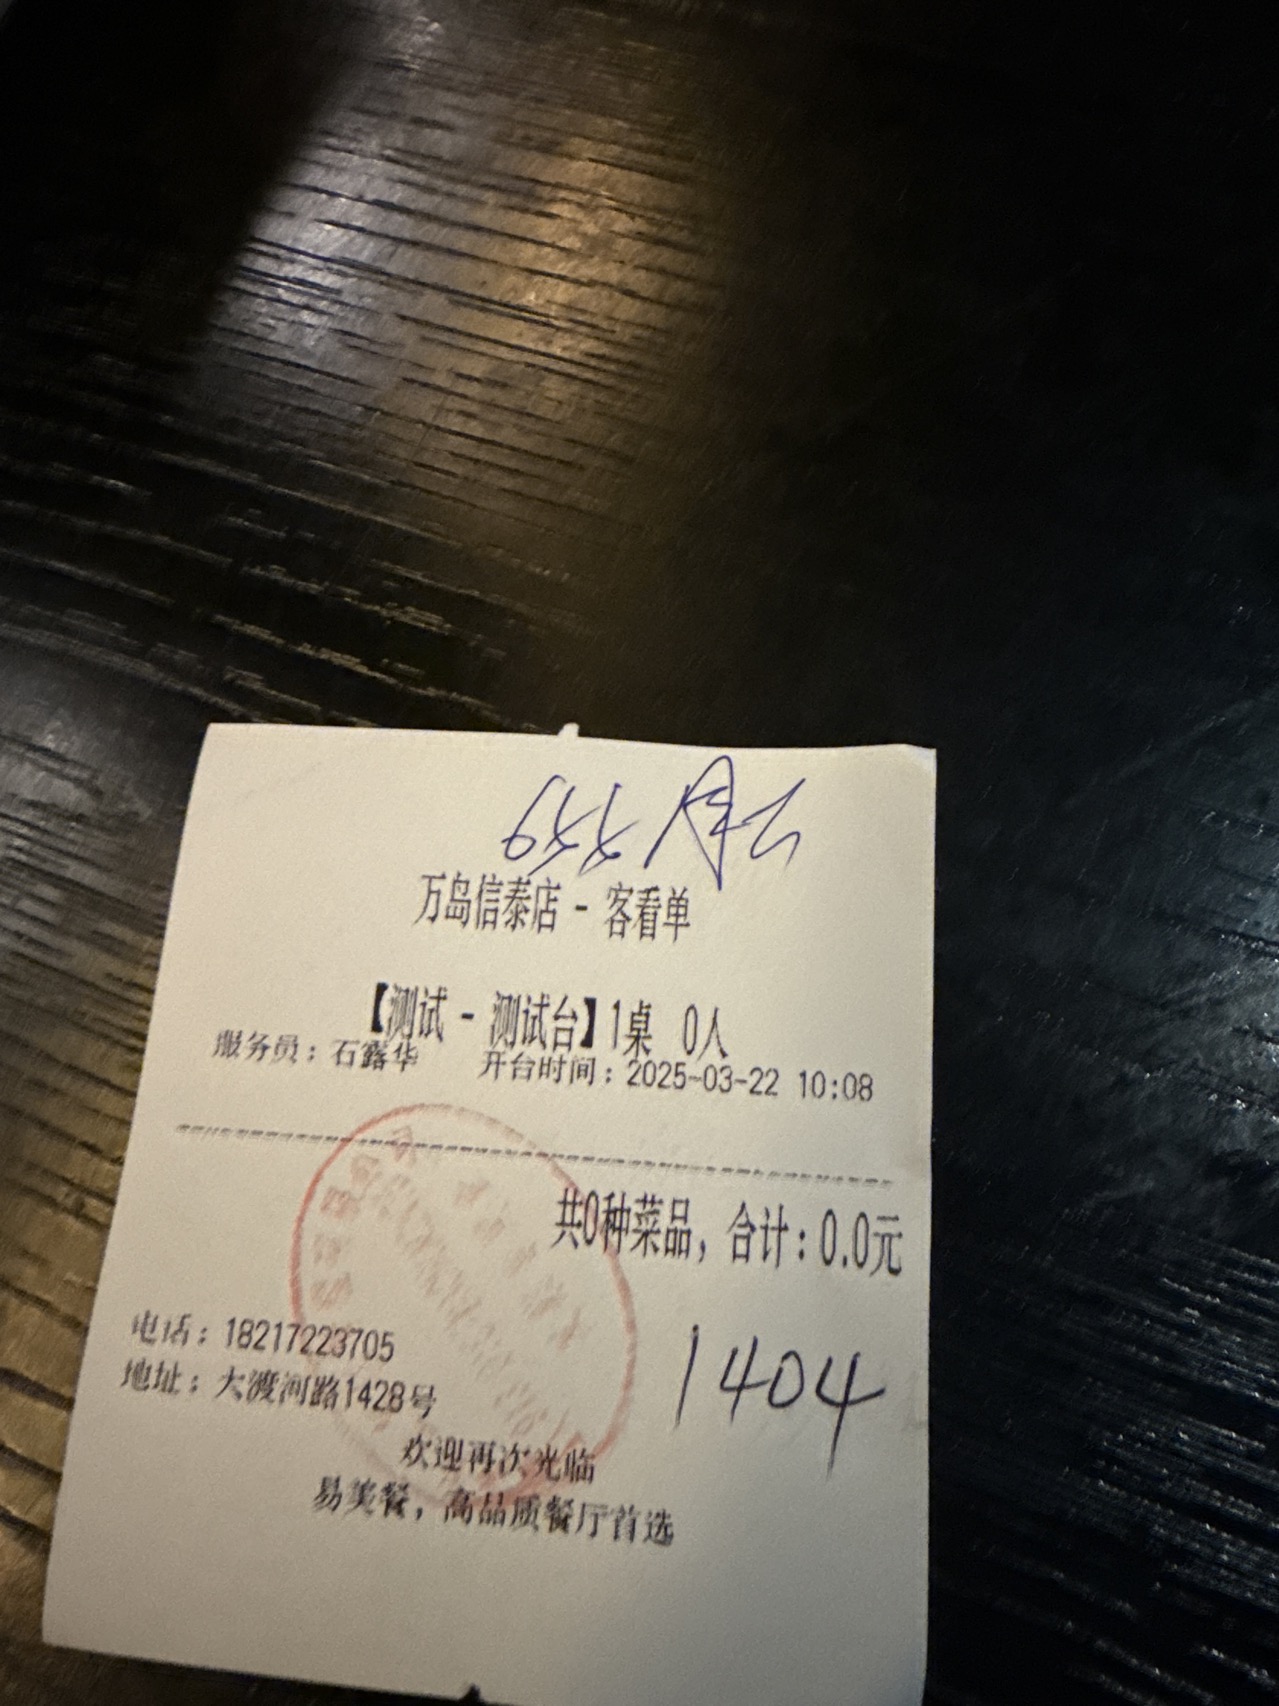 万岛信泰店 - 客看单
【测试 - 测试台】1桌 0人
服务员：石露华 开台时间：2025-03-22 10:08
共0种菜品，合计：0.0元
1404
电话：18217223705
地址：大渡河路1428号
欢迎再次光临
易美餐，高品质餐厅首选